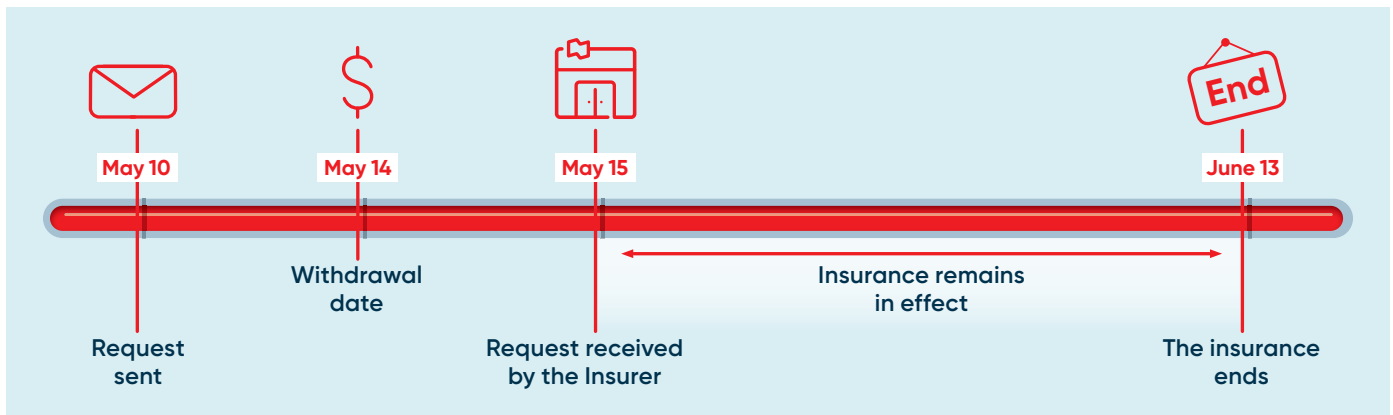 End
May 10
May 14
May 15
June 13
Withdrawal
date
Insurance remains
in effect
Request
sent
Request received
by the Insurer
The insurance
ends